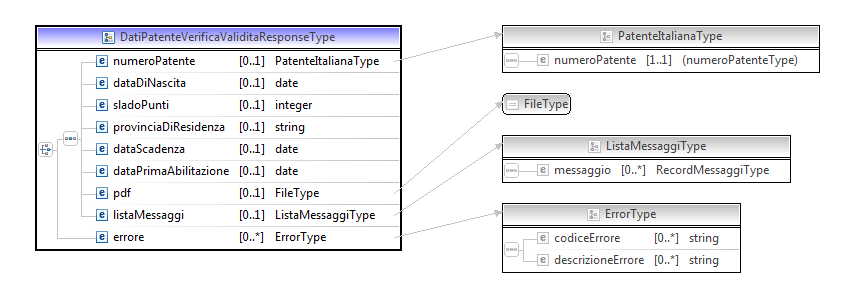 DatiPatenteVerificaValiditaResponseType
numeroPatente [0..1] PatenteItalianaType
dataDiNascita [0..1] date
sladoPunti [0..1] integer
provinciaDiResidenza [0..1] string
dataScadenza [0..1] date
dataPrimaAbilitazione [0..1] date
pdf [0..1] FileType
listaMessaggi [0..1] ListaMessaggiType
errore [0..*] ErrorType
PatenteItalianaType
numeroPatente [1..1] (numeroPatenteType)
FileType
ListaMessaggiType
messaggio [0..*] RecordMessaggiType
ErrorType
codiceErrore [0..*] string
descrizioneErrore [0..*] string